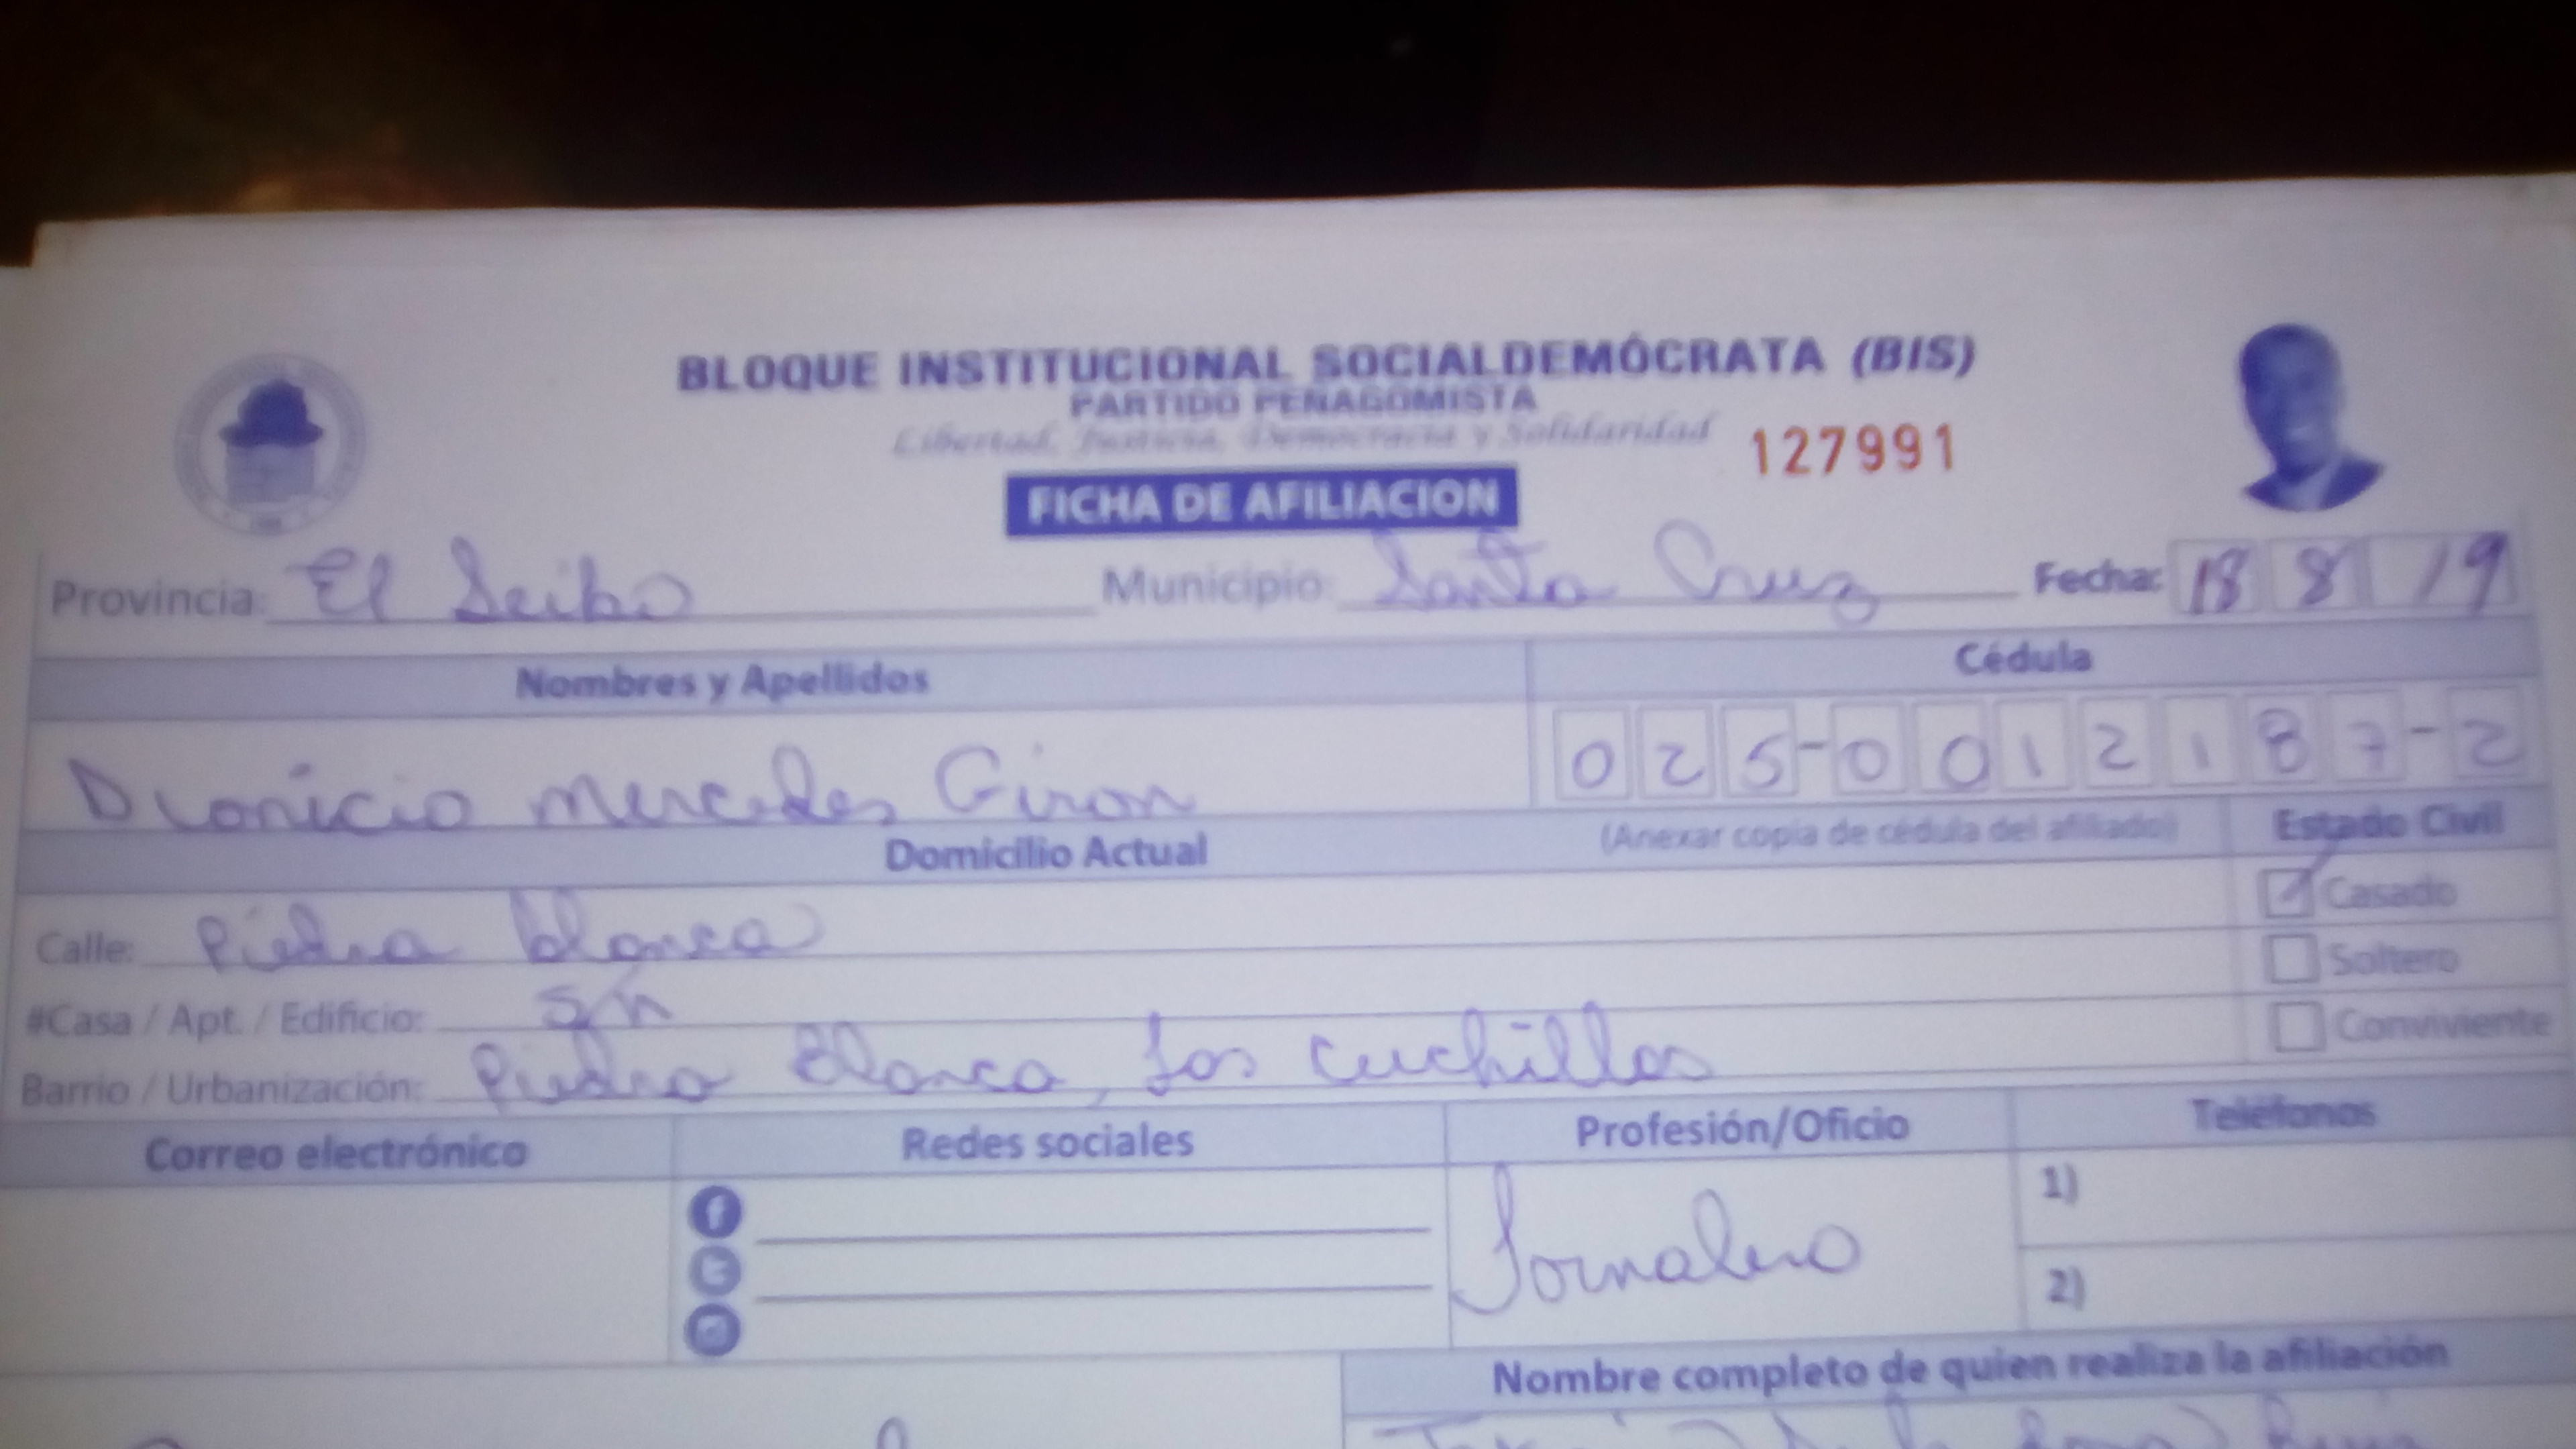 BLOQUE INSTITUCIONAL SOCIALDEMÓCRATA (BIS)
PARTIDO PEÑAGOMISTA
Libertad, Justicia, Democracia y Solidaridad
127991
FICHA DE AFILIACION
Provincia: El Seibo Municipio: Santa Cruz Fecha: 18 8 19
Nombres y Apellidos Cédula
Dionicio mercedes Giron 025-0012187-2
Domicilio Actual (Anexar copia de cédula del afiliado) Estado Civil
Calle: Piedra blanca Casado
#Casa / Apt. / Edificio: S/n Soltero
Barrio / Urbanización: Piedra Blanca, Los Cuchillos Conviviente
Correo electrónico Redes sociales Profesión/Oficio Teléfonos
Jornalero 1)
2)
Nombre completo de quien realiza la afiliación